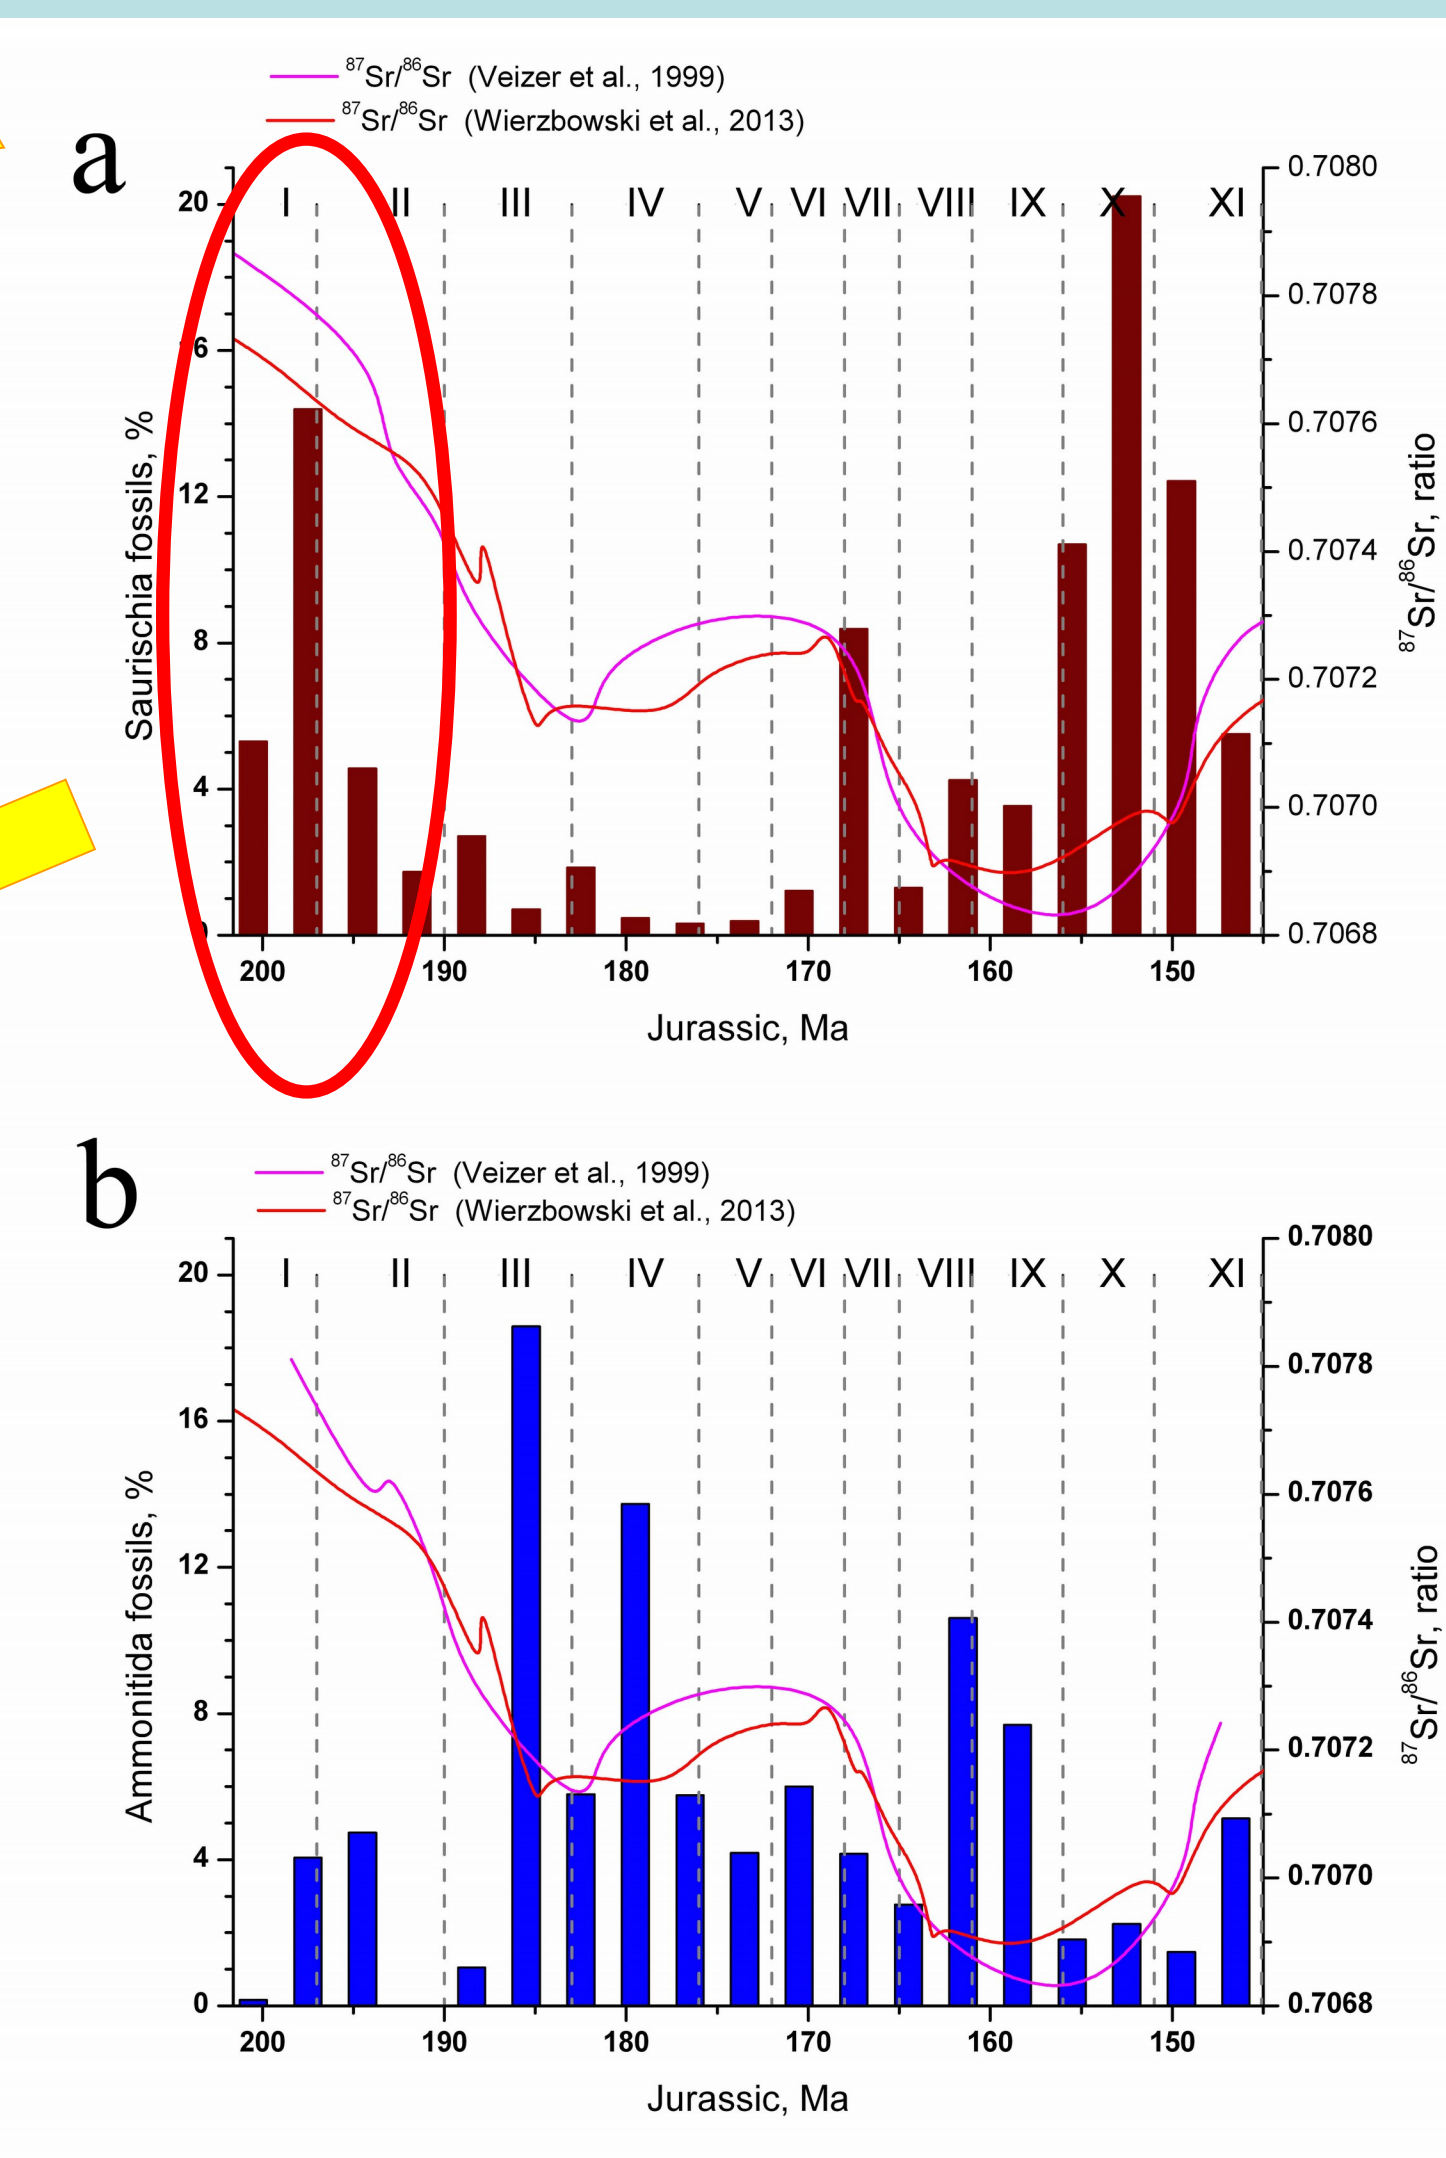 ⁸⁷Sr/⁸⁶Sr (Veizer et al., 1999)
⁸⁷Sr/⁸⁶Sr (Wierzbowski et al., 2013)
a
I II III IV V VI VII VIII IX X XI
20
16
12
8
4
0
Saurischia fossils, %
0.7080
0.7078
0.7076
0.7074
0.7072
0.7070
0.7068
⁸⁷Sr/⁸⁶Sr, ratio
200 190 180 170 160 150
Jurassic, Ma
b
⁸⁷Sr/⁸⁶Sr (Veizer et al., 1999)
⁸⁷Sr/⁸⁶Sr (Wierzbowski et al., 2013)
I II III IV V VI VII VIII IX X XI
20
16
12
8
4
0
Ammonitida fossils, %
0.7080
0.7078
0.7076
0.7074
0.7072
0.7070
0.7068
⁸⁷Sr/⁸⁶Sr, ratio
200 190 180 170 160 150
Jurassic, Ma